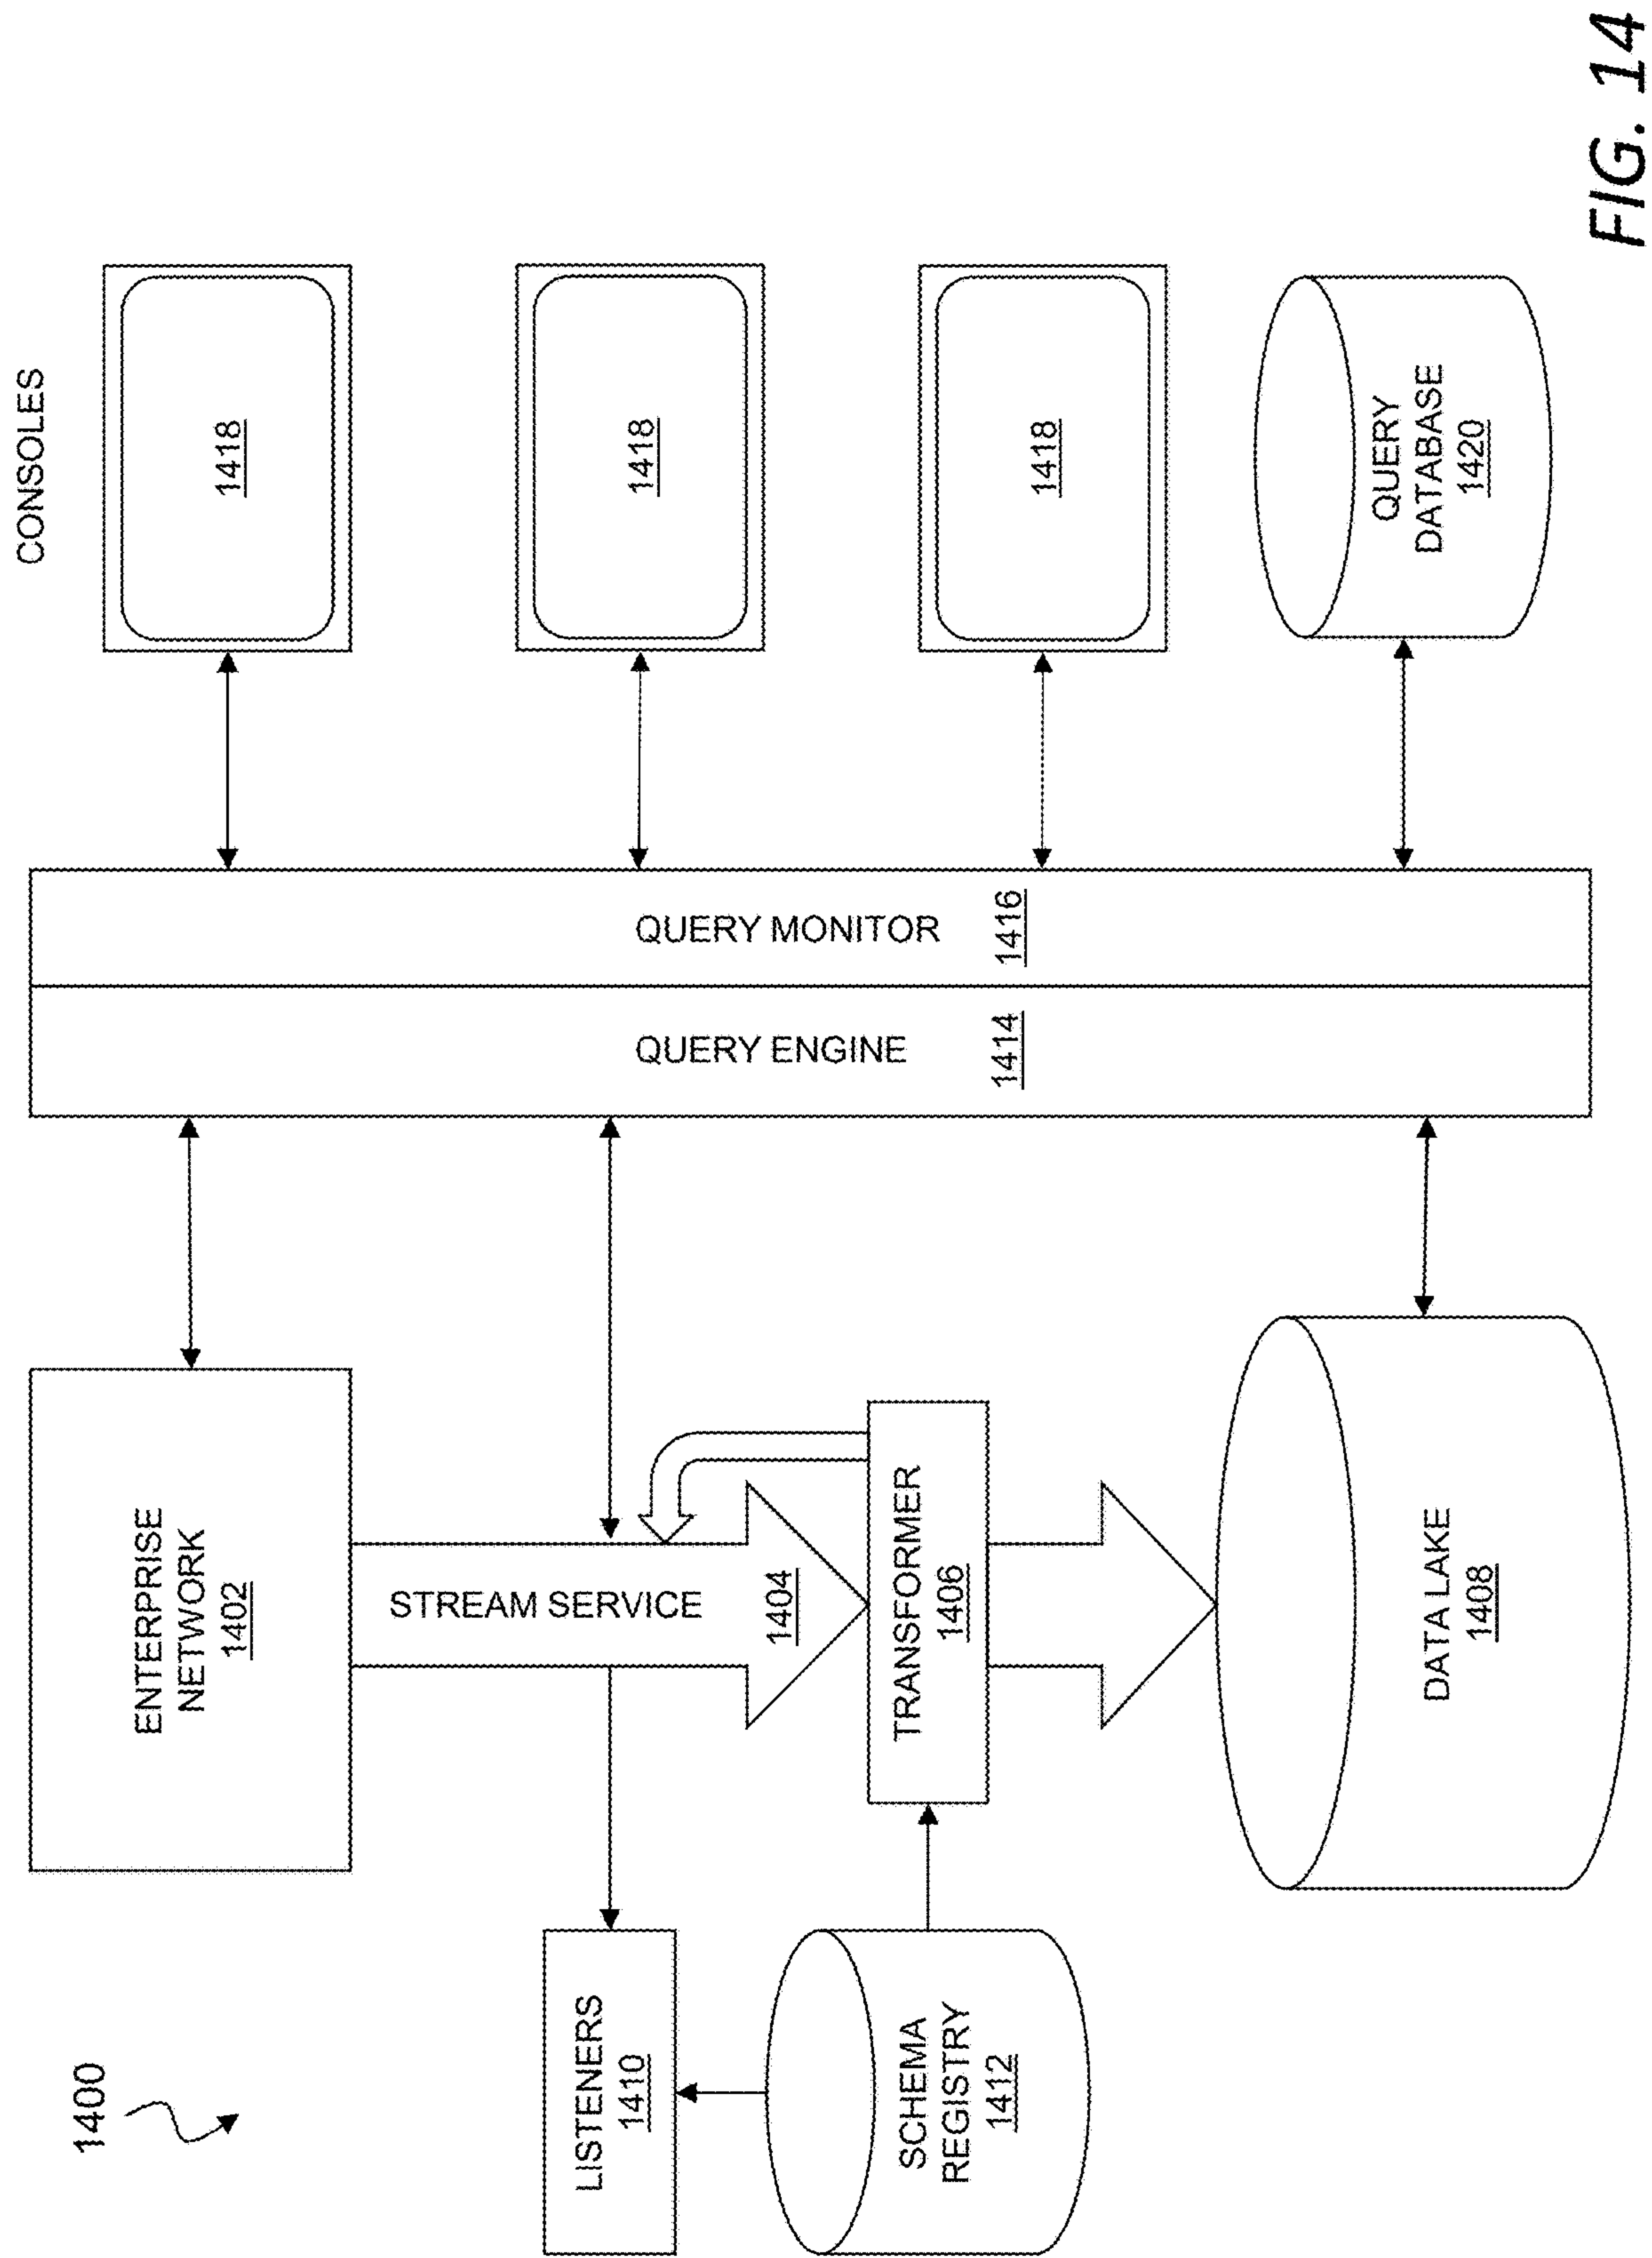 1400
ENTERPRISE
NETWORK
1402
LISTENERS
1410
STREAM SERVICE
1404
SCHEMA
REGISTRY
1412
TRANSFORMER
1406
DATA LAKE
1408
QUERY ENGINE
1414
QUERY MONITOR
1416
CONSOLES
1418
1418
1418
QUERY
DATABASE
1420
FIG. 14